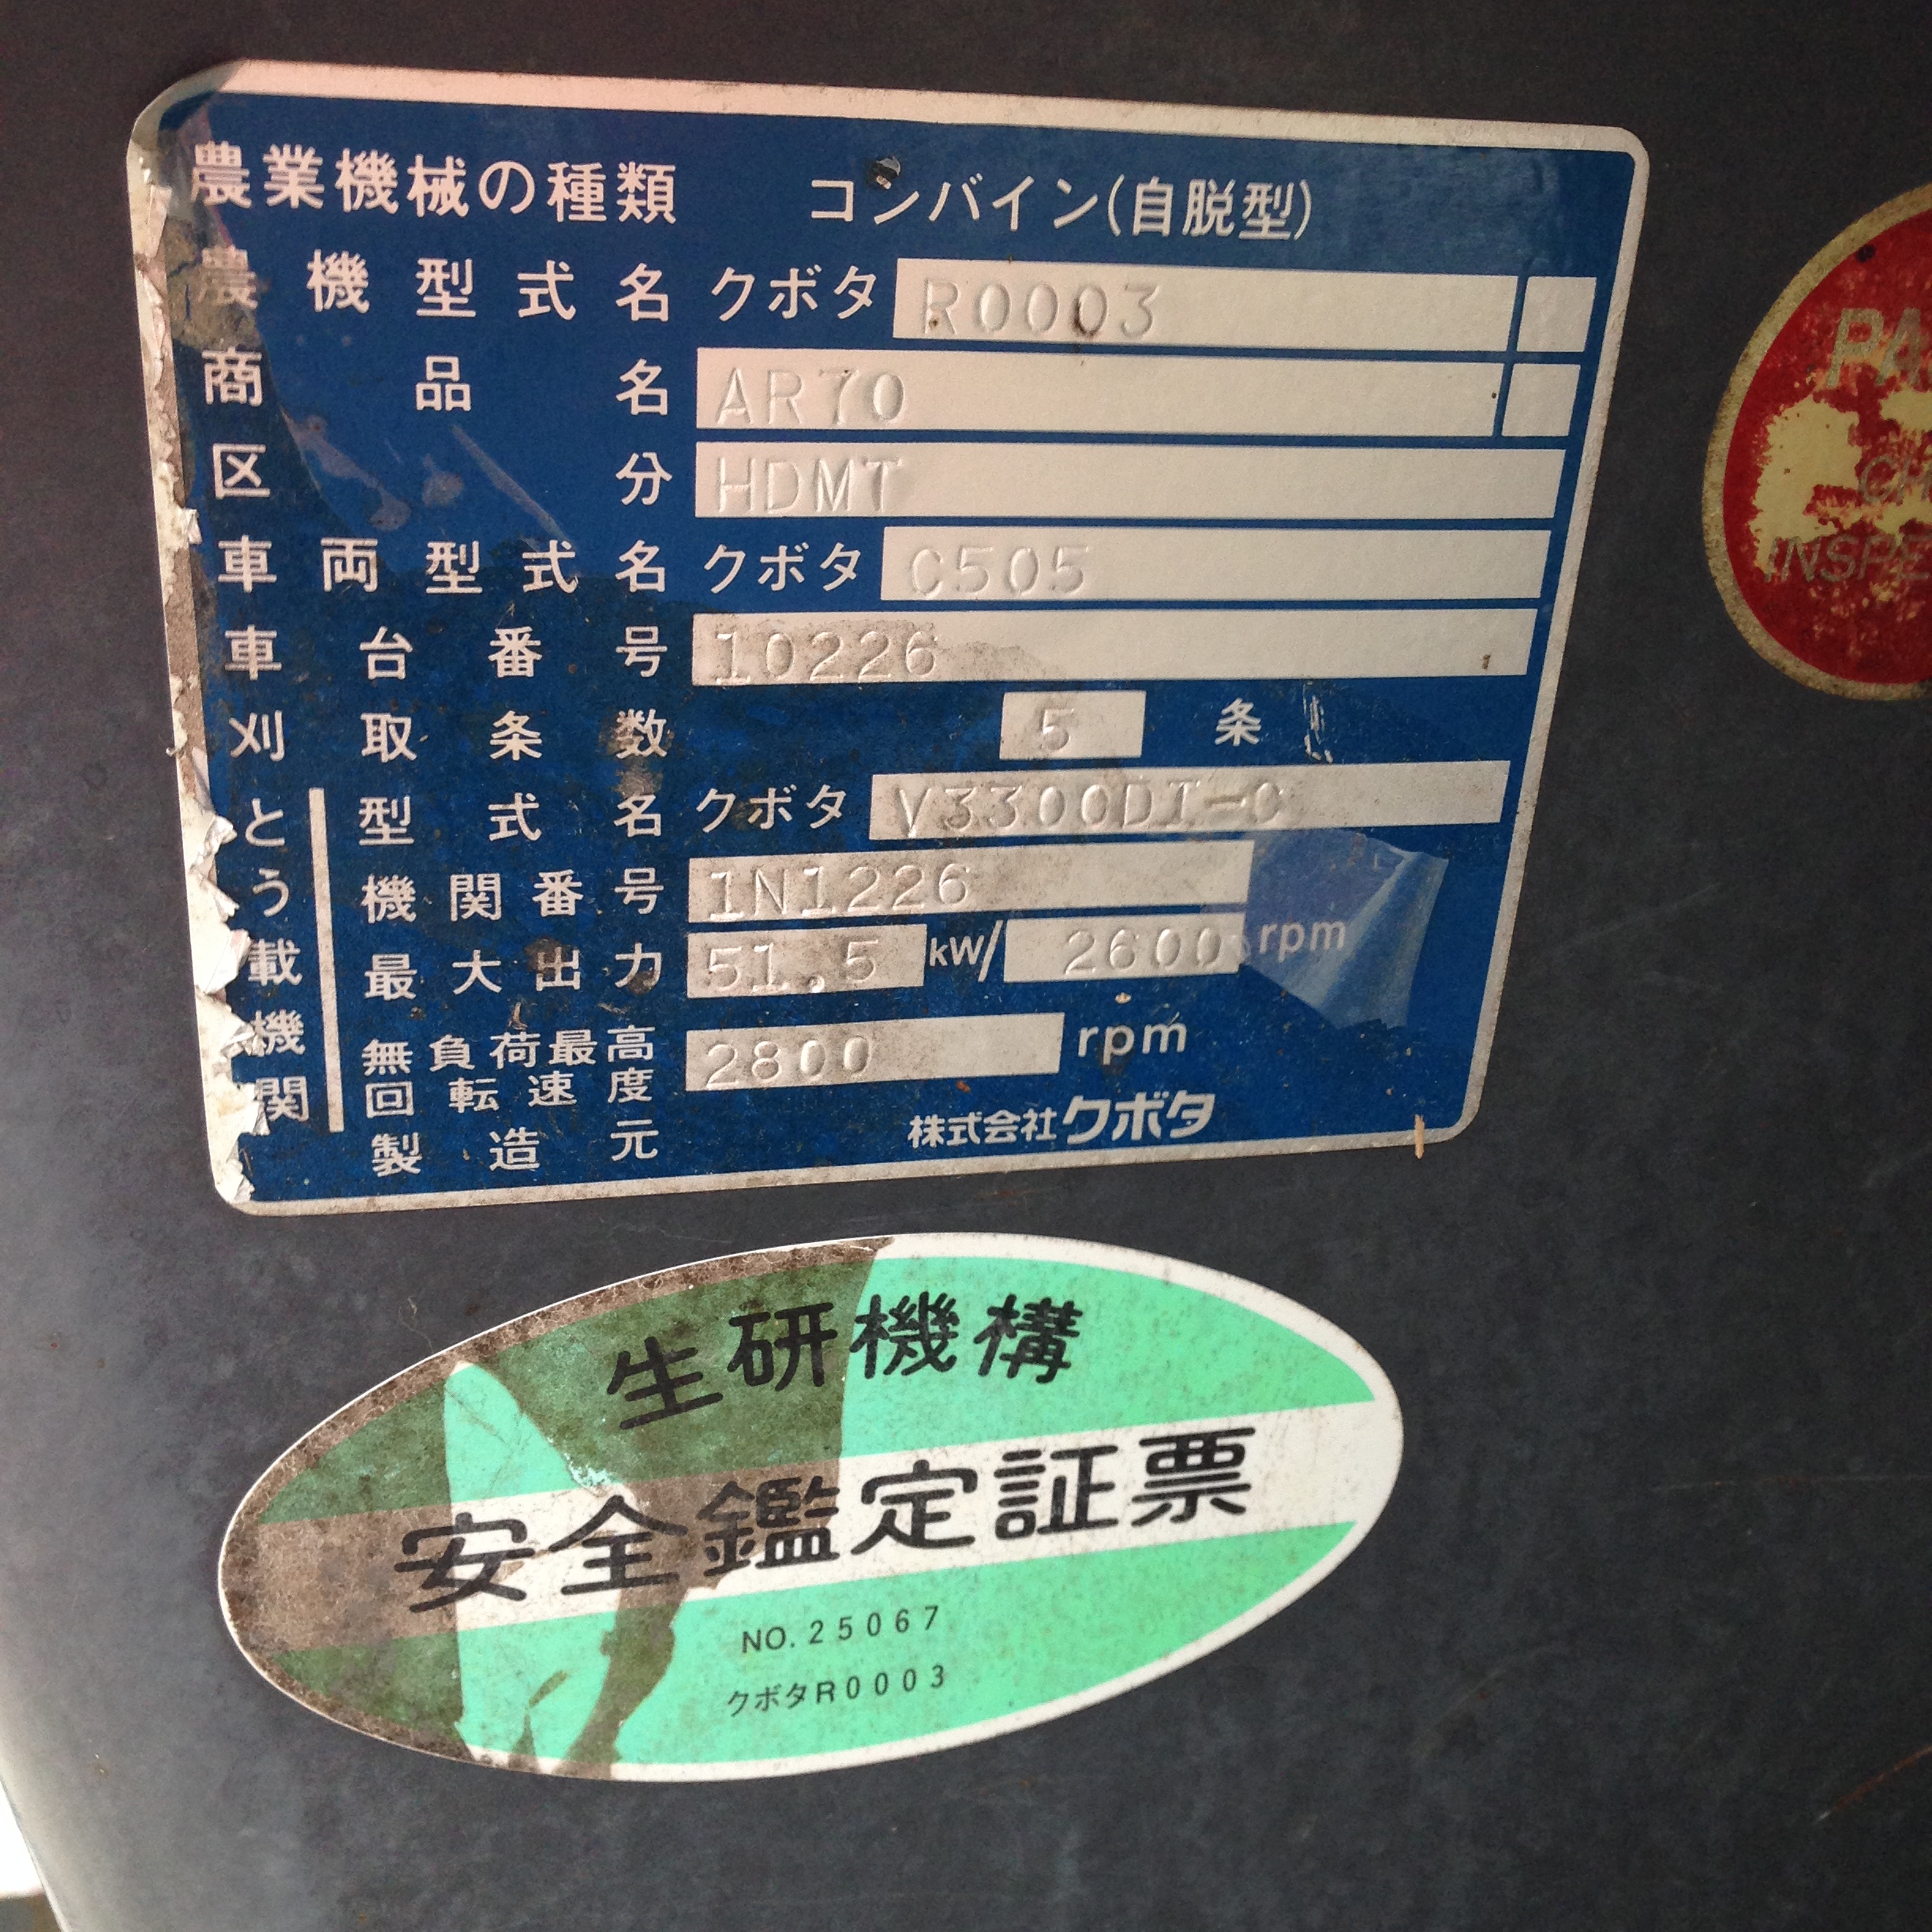 農業機械の種類 コンバイン(自脱型)
農機型式名 クボタ R0003
商品名 AR70
区分 HDMT
車両型式名 クボタ C505
車台番号 10226
刈取条数 5 条
とう載機関
型式名 クボタ V3300DI-C
機関番号 1N1226
最大出力 51.5 kW/ 2600 rpm
無負荷最高回転速度 2800 rpm
製造元 株式会社クボタ
生研機構
安全鑑定証票
NO.25067
クボタR0003